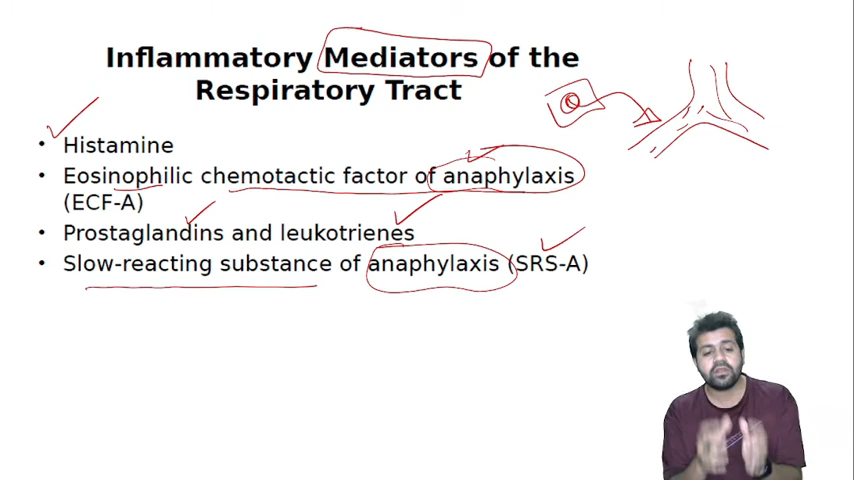 Inflammatory Mediators of the
Respiratory Tract
• Histamine
• Eosinophilic chemotactic factor of anaphylaxis
(ECF-A)
• Prostaglandins and leukotrienes
• Slow-reacting substance of anaphylaxis (SRS-A)